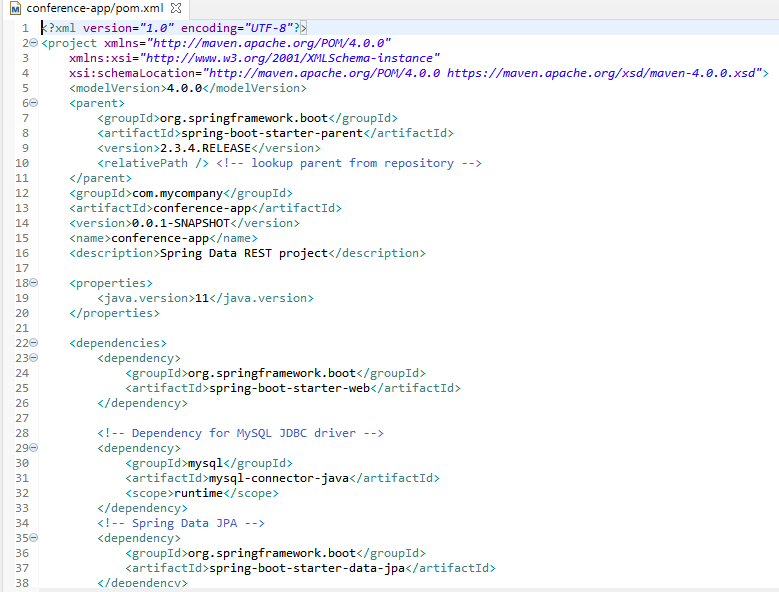 conference-app/pom.xml
1 <?xml version="1.0" encoding="UTF-8"?>
2 <project xmlns="http://maven.apache.org/POM/4.0.0"
3 xmlns:xsi="http://www.w3.org/2001/XMLSchema-instance"
4 xsi:schemaLocation="http://maven.apache.org/POM/4.0.0 https://maven.apache.org/xsd/maven-4.0.0.xsd">
5 <modelVersion>4.0.0</modelVersion>
6 <parent>
7 <groupId>org.springframework.boot</groupId>
8 <artifactId>spring-boot-starter-parent</artifactId>
9 <version>2.3.4.RELEASE</version>
10 <relativePath /> <!-- lookup parent from repository -->
11 </parent>
12 <groupId>com.mycompany</groupId>
13 <artifactId>conference-app</artifactId>
14 <version>0.0.1-SNAPSHOT</version>
15 <name>conference-app</name>
16 <description>Spring Data REST project</description>
17
18 <properties>
19 <java.version>11</java.version>
20 </properties>
21
22 <dependencies>
23 <dependency>
24 <groupId>org.springframework.boot</groupId>
25 <artifactId>spring-boot-starter-web</artifactId>
26 </dependency>
27
28 <!-- Dependency for MySQL JDBC driver -->
29 <dependency>
30 <groupId>mysql</groupId>
31 <artifactId>mysql-connector-java</artifactId>
32 <scope>runtime</scope>
33 </dependency>
34 <!-- Spring Data JPA -->
35 <dependency>
36 <groupId>org.springframework.boot</groupId>
37 <artifactId>spring-boot-starter-data-jpa</artifactId>
38 </dependency>